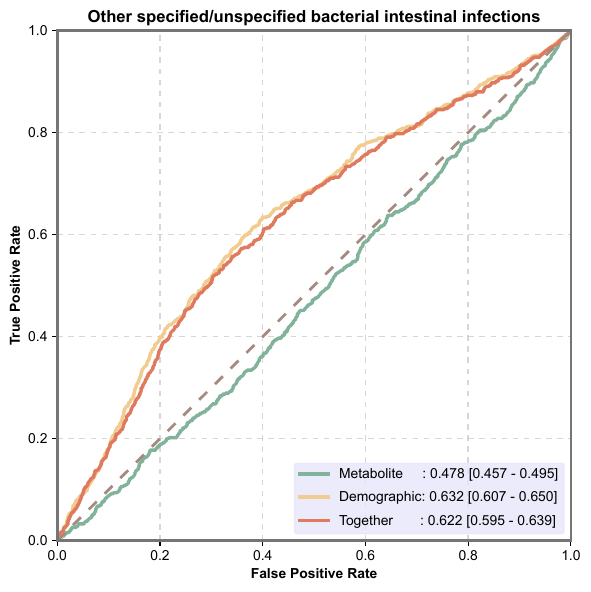 Other specified/unspecified bacterial intestinal infections
1.0
0.8
0.6
0.4
0.2
0.0
True Positive Rate
Metabolite : 0.478 [0.457 - 0.495]
Demographic: 0.632 [0.607 - 0.650]
Together : 0.622 [0.595 - 0.639]
0.0 0.2 0.4 0.6 0.8 1.0
False Positive Rate